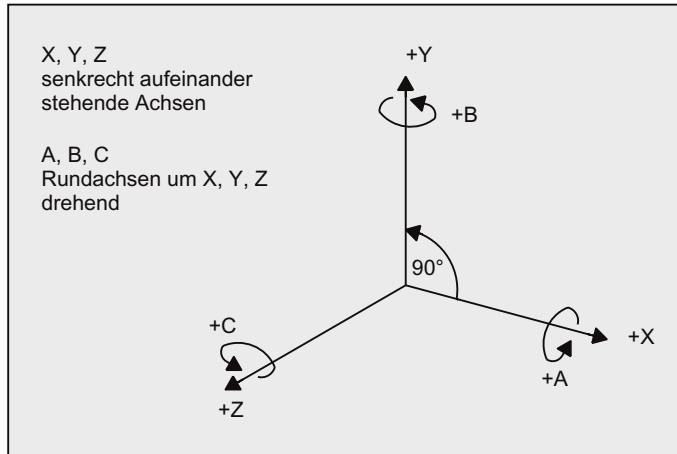 X, Y, Z
senkrecht aufeinander
stehende Achsen
A, B, C
Rundachsen um X, Y, Z
drehend
+Y
+B
90°
+C
+X
+A
+Z